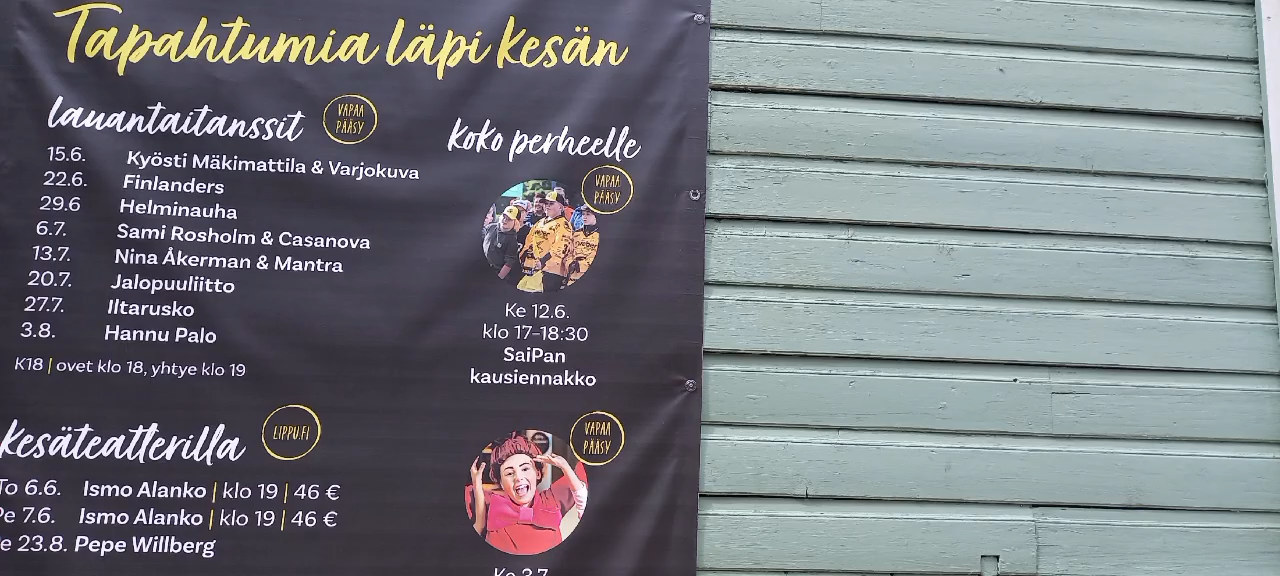 Tapahtumia läpi kesän
lauantaitanssit
VAPAA
PÄÄSY
15.6. Kyösti Mäkimattila & Varjokuva
22.6. Finlanders
29.6 Helminauha
6.7. Sami Rosholm & Casanova
13.7. Nina Åkerman & Mantra
20.7. Jalopuuliitto
27.7. Iltarusko
3.8. Hannu Palo
K18 | ovet klo 18, yhtye klo 19
kesäteatterilla
LIPPU.FI
To 6.6. Ismo Alanko | klo 19 | 46 €
Pe 7.6. Ismo Alanko | klo 19 | 46 €
e 23.8. Pepe Willberg
koko perheelle
VAPAA
PÄÄSY
Ke 12.6.
klo 17-18:30
SaiPan
kausiennakko
VAPAA
PÄÄSY
Ke 3.7.